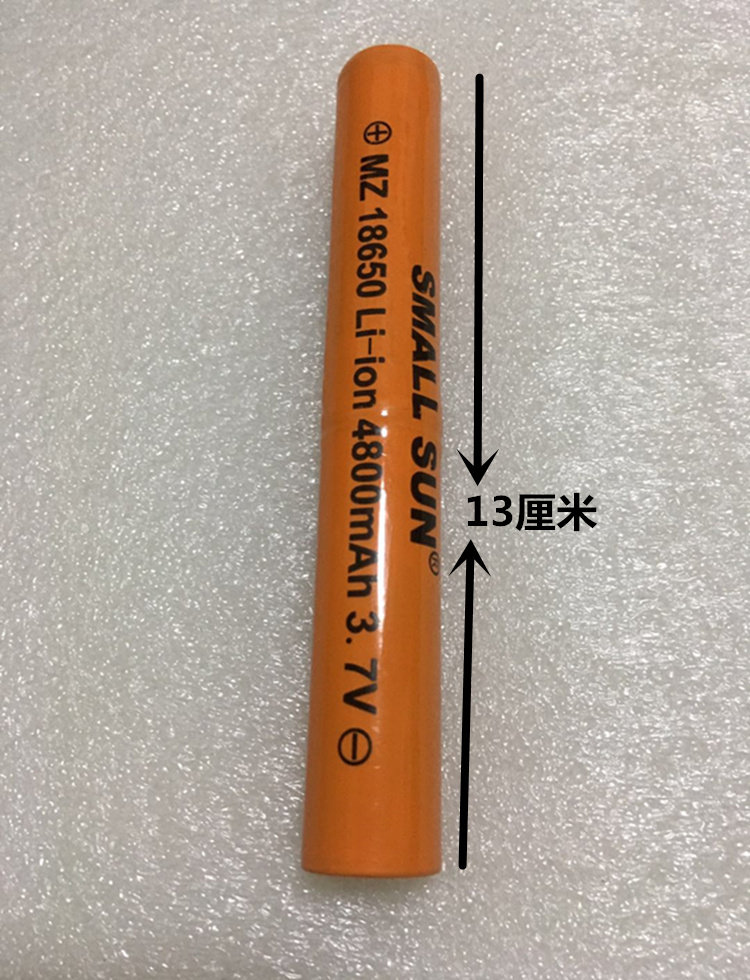 ⊕ MZ 18650 Li-ion 4800mAh 3.7V ⊖
SMALL SUN®
13厘米